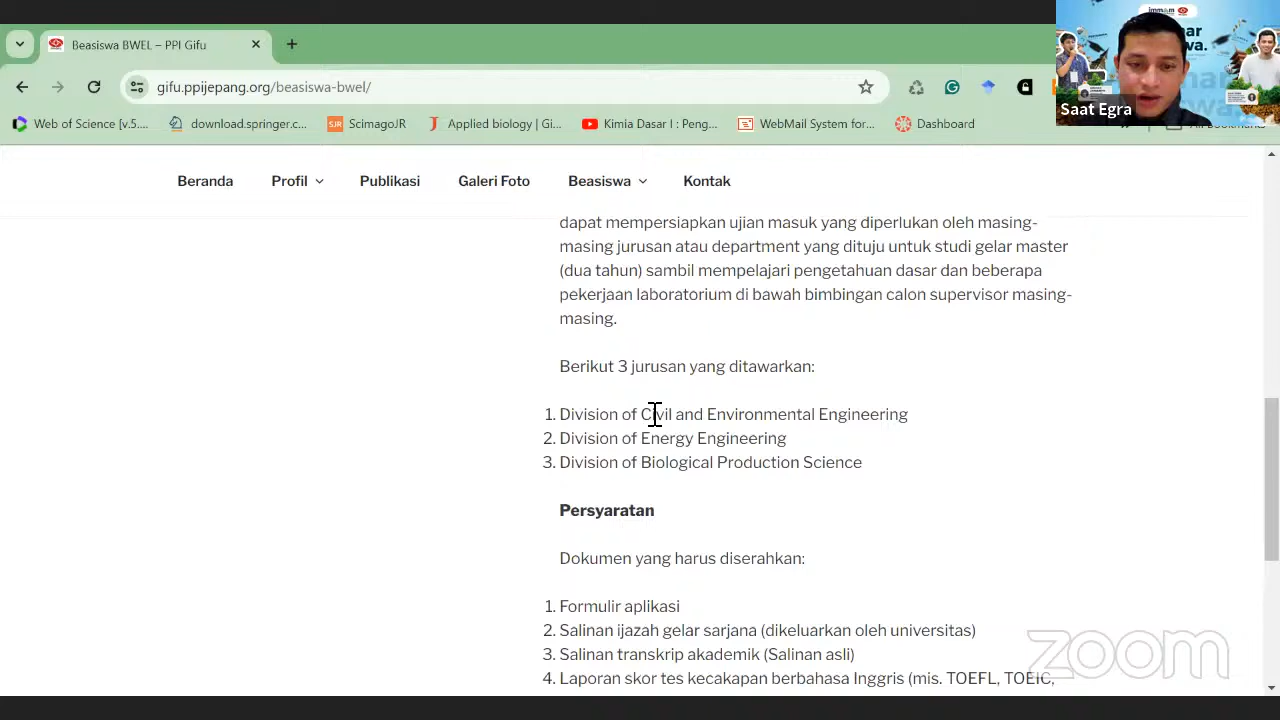 Beasiswa BWEL – PPI Gifu
gifu.ppijepang.org/beasiswa-bwel/
Web of Science [v.5.... download.springer.c... SJR ScimagoJR Applied biology | Gi... Kimia Dasar I : Peng... WebMail System for... Dashboard
Saat Egra
Beranda Profil Publikasi Galeri Foto Beasiswa Kontak
dapat mempersiapkan ujian masuk yang diperlukan oleh masing-
masing jurusan atau department yang dituju untuk studi gelar master
(dua tahun) sambil mempelajari pengetahuan dasar dan beberapa
pekerjaan laboratorium di bawah bimbingan calon supervisor masing-
masing.
Berikut 3 jurusan yang ditawarkan:
1. Division of Civil and Environmental Engineering
2. Division of Energy Engineering
3. Division of Biological Production Science
Persyaratan
Dokumen yang harus diserahkan:
1. Formulir aplikasi
2. Salinan ijazah gelar sarjana (dikeluarkan oleh universitas)
3. Salinan transkrip akademik (Salinan asli)
4. Laporan skor tes kecakapan berbahasa Inggris (mis. TOEFL, TOEIC,
zoom